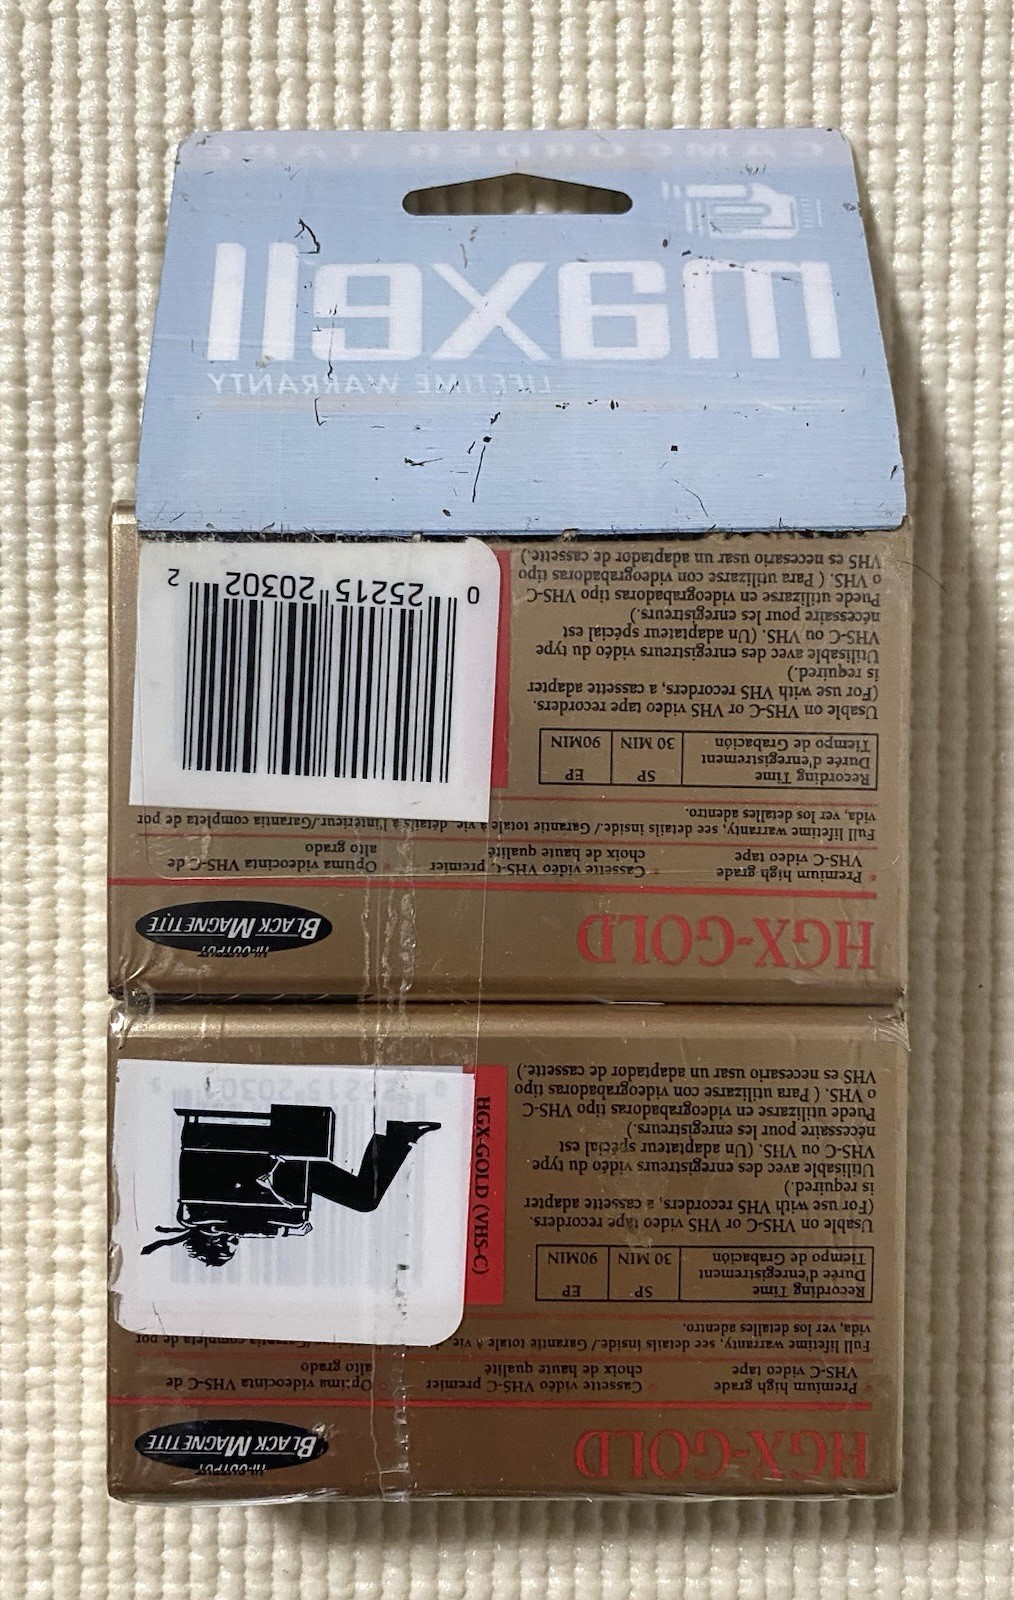 CAMCORDER TAPE
maxell
LIFETIME WARRANTY
HGX-GOLD
HI-OUTPUT
BLACK MAGNETITE
• Premium high grade
VHS-C video tape
• Cassette vidéo VHS-C, premier
choix de haute qualité
• Optima videocinta VHS-C de
alto grado
Full lifetime warranty, see details inside./ Garantie totale à vie, détails à l'intérieur/Garantia completa de por
vida, ver los detalles adentro.
Recording Time
Durée d'enregistrement
Tiempo de Grabación
SP
EP
30 MIN
90MIN
Usable on VHS-C or VHS video tape recorders.
(For use with VHS recorders, a cassette adapter
is required.)
Utilisable avec des enregistreurs vidéo du type
VHS-C ou VHS. (Un adaptateur spécial est
nécessaire pour les enregistreurs.)
Puede utilizarse en videograbadoras tipo VHS-C
o VHS. ( Para utilizarse con videograbadoras tipo
VHS es necesario usar un adaptador de cassette.)
0 25215 20302 2
HGX-GOLD
HI-OUTPUT
BLACK MAGNETITE
• Premium high grade
VHS-C video tape
• Cassette vidéo VHS-C premier
choix de haute qualité
• Optima videocinta VHS-C de
alto grado
Full lifetime warranty, see details inside./ Garantie totale à vie, completa de por
vida, ver los detalles adentro.
Recording Time
Durée d'enregistrement
Tiempo de Grabación
SP
EP
30 MIN
90MIN
Usable on VHS-C or VHS video tape recorders.
(For use with VHS recorders, a cassette adapter
is required.)
Utilisable avec des enregistreurs vidéo du type
VHS-C ou VHS. (Un adaptateur spécial est
nécessaire pour les enregistreurs.)
Puede utilizarse en videograbadoras tipo VHS-C
o VHS. ( Para utilizarse con videograbadoras tipo
VHS es necesario usar un adaptador de cassette.)
HGX-GOLD (VHS-C)